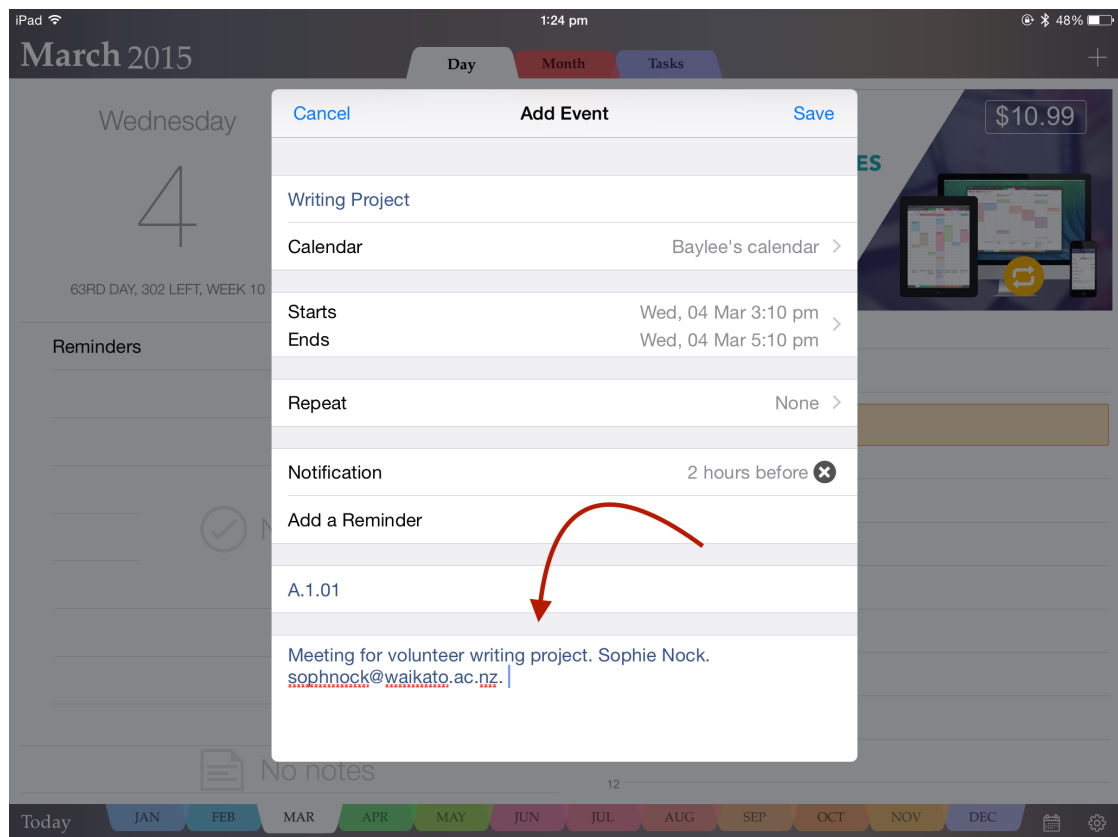 iPad 1:24 pm 48%
March 2015
Day Month Tasks
Wednesday
4
63RD DAY, 302 LEFT, WEEK 10
Reminders
No notes
Cancel Add Event Save
Writing Project
Calendar Baylee's calendar
Starts Wed, 04 Mar 3:10 pm
Ends Wed, 04 Mar 5:10 pm
Repeat None
Notification 2 hours before
Add a Reminder
A.1.01
Meeting for volunteer writing project. Sophie Nock.
sophnock@waikato.ac.nz.
$10.99
ES
12
Today JAN FEB MAR APR MAY JUN JUL AUG SEP OCT NOV DEC